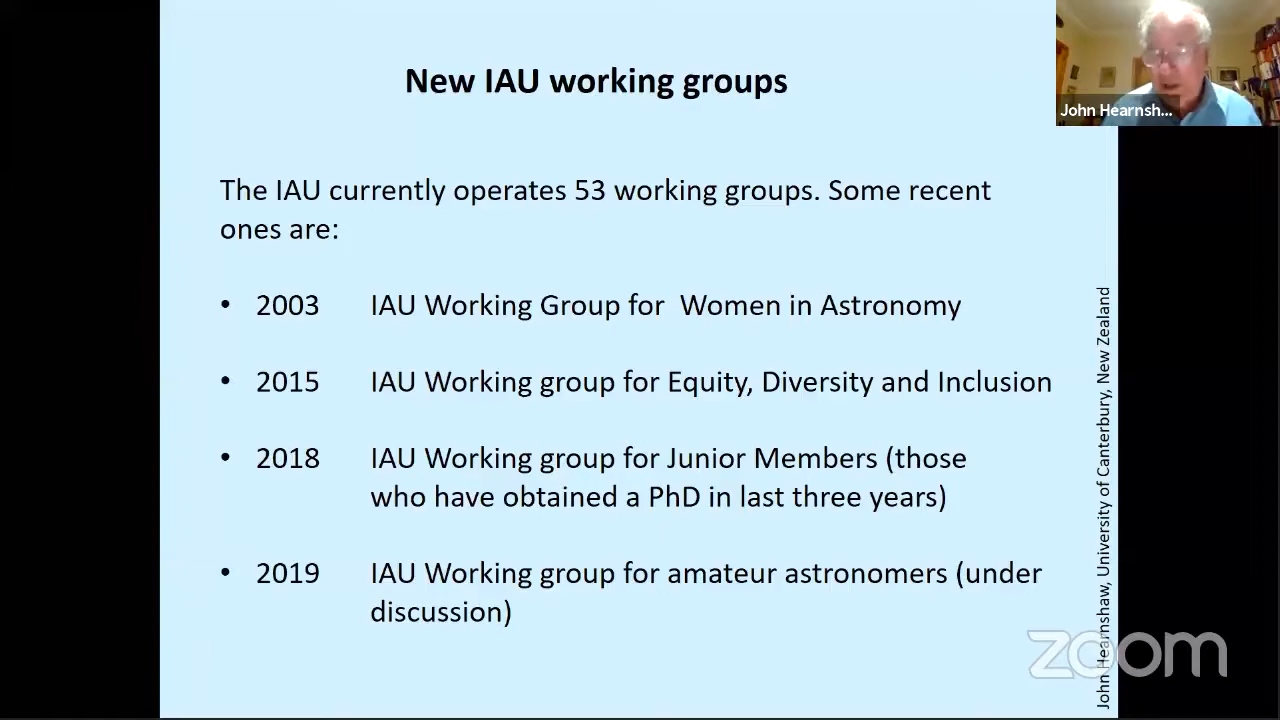 New IAU working groups
John Hearnsh...
The IAU currently operates 53 working groups. Some recent
ones are:
• 2003 IAU Working Group for  Women in Astronomy
• 2015 IAU Working group for Equity, Diversity and Inclusion
• 2018 IAU Working group for Junior Members (those
who have obtained a PhD in last three years)
• 2019 IAU Working group for amateur astronomers (under
discussion)
John Hearnshaw, University of Canterbury, New Zealand
zoom